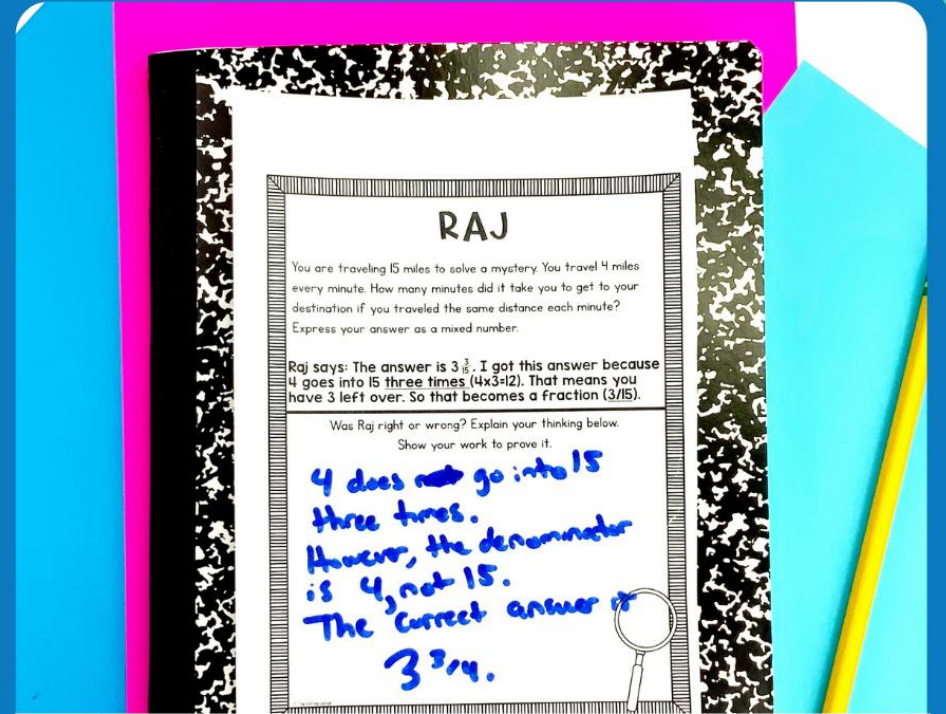 RAJ
You are traveling 15 miles to solve a mystery. You travel 4 miles
every minute. How many minutes did it take you to get to your
destination if you traveled the same distance each minute?
Express your answer as a mixed number.
Raj says: The answer is 3 3/15. I got this answer because
4 goes into 15 three times (4x3=12). That means you
have 3 left over. So that becomes a fraction (3/15).
Was Raj right or wrong? Explain your thinking below.
Show your work to prove it.
4 does go into 15
three times.
However, the denominator
is 4, not 15.
The correct answer is
3 3/4.